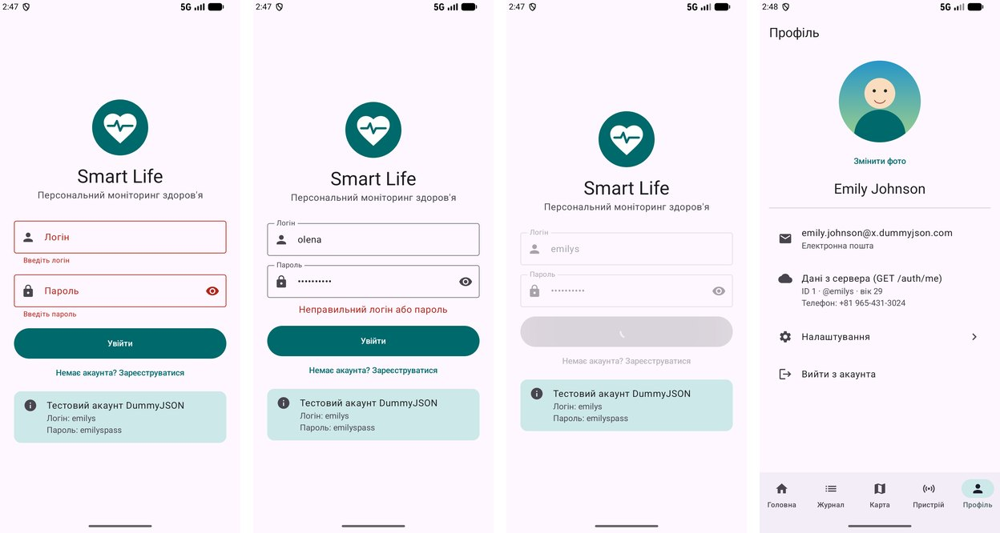 2:47
5G
Smart Life
Персональний моніторинг здоров'я
Логін
Введіть логін
Пароль
Введіть пароль
Увійти
Немає акаунта? Зареєструватися
Тестовий акаунт DummyJSON
Логін: emilys
Пароль: emilyspass
2:47
5G
Smart Life
Персональний моніторинг здоров'я
Логін
olena
Пароль
••••••••••
Неправильний логін або пароль
Увійти
Немає акаунта? Зареєструватися
Тестовий акаунт DummyJSON
Логін: emilys
Пароль: emilyspass
2:47
5G
Smart Life
Персональний моніторинг здоров'я
Логін
emilys
Пароль
••••••••••
Немає акаунта? Зареєструватися
Тестовий акаунт DummyJSON
Логін: emilys
Пароль: emilyspass
2:48
5G
Профіль
Змінити фото
Emily Johnson
emily.johnson@x.dummyjson.com
Електронна пошта
Дані з сервера (GET /auth/me)
ID 1 · @emilys · вік 29
Телефон: +81 965-431-3024
Налаштування
Вийти з акаунта
Головна
Журнал
Карта
Пристрій
Профіль